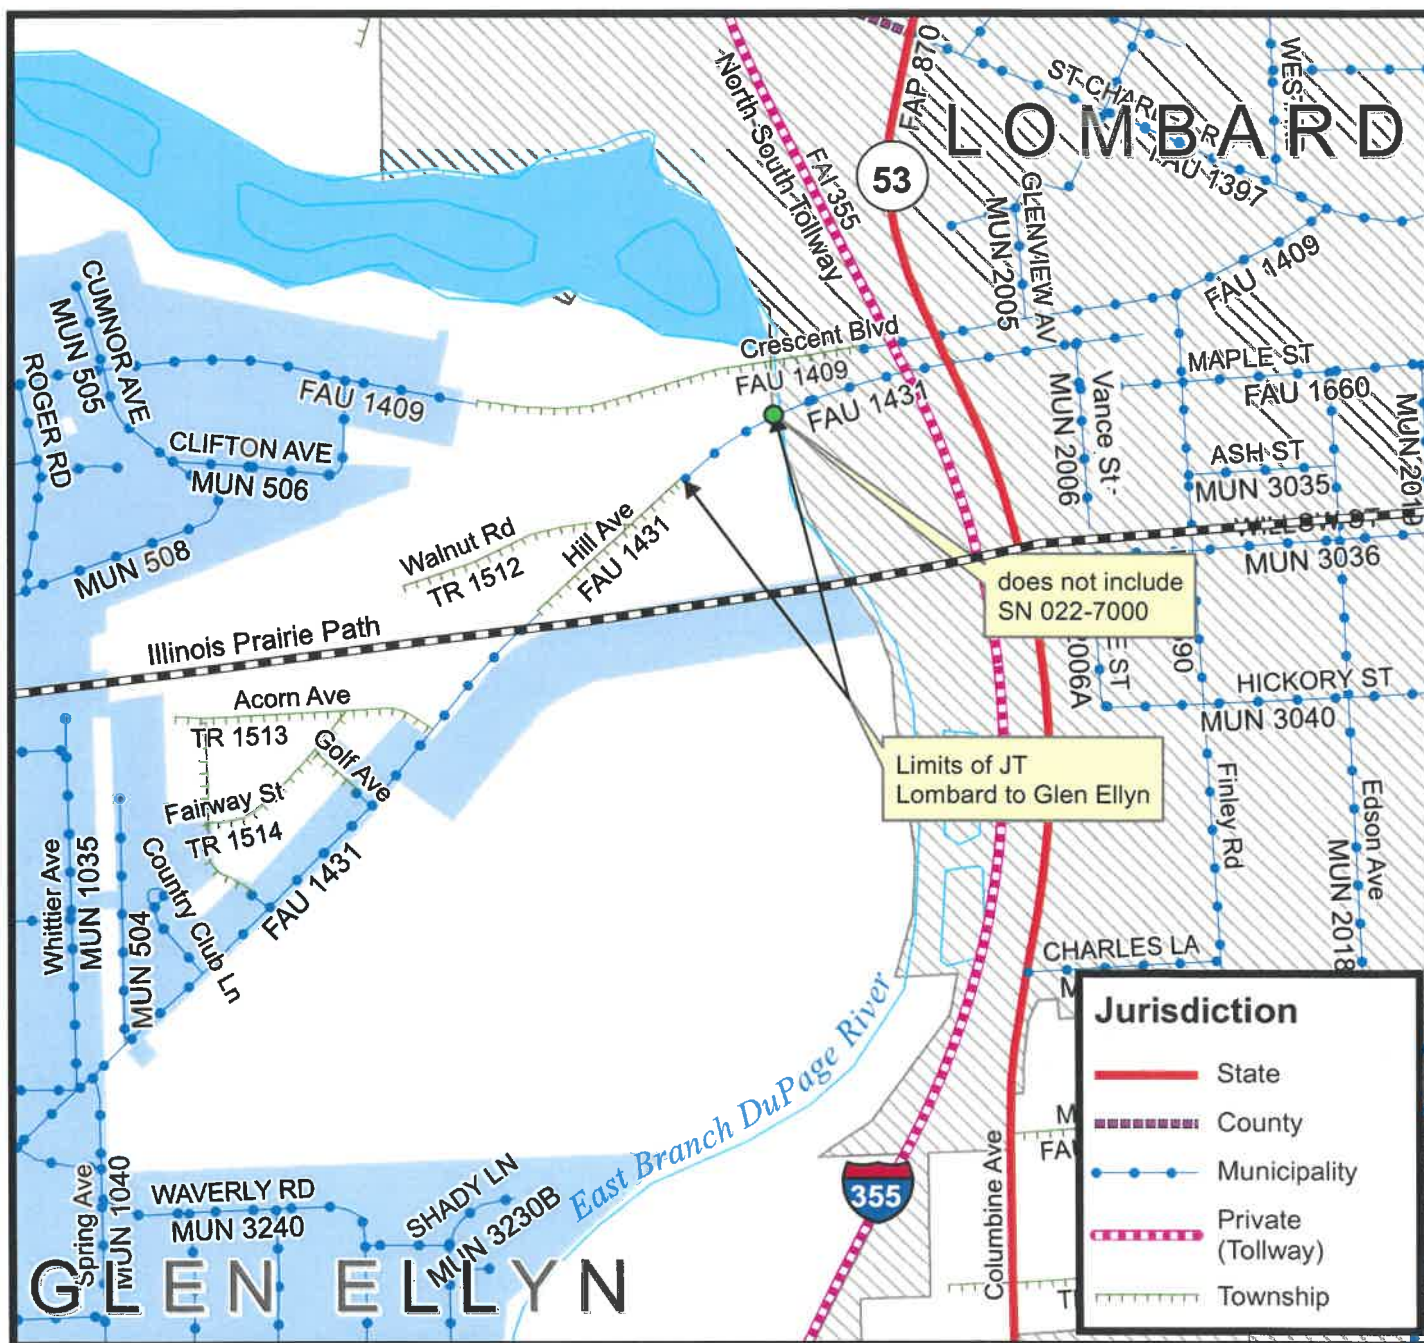 LOMBARD
FAP 870
53
North-South-Tollway
FAI 355
ST CHARLES R
FAU 1397
GLENVIEW AV
MUN 2005
FAU 1409
Crescent Blvd
FAU 1409
FAU 1431
MAPLE ST
FAU 1660
Vance St
MUN 2006
ASH ST
MUN 3035
MUN 3036
CUMNOR AVE
MUN 505
ROGER RD
FAU 1409
CLIFTON AVE
MUN 506
MUN 508
Walnut Rd
TR 1512
Hill Ave
FAU 1431
does not include
SN 022-7000
Illinois Prairie Path
2006A
E ST
HICKORY ST
MUN 3040
Acorn Ave
TR 1513
Golf Ave
Fairway St
TR 1514
Limits of JT
Lombard to Glen Ellyn
Finley Rd
Edson Ave
MUN 2018
Whittier Ave
MUN 1035
MUN 504
Country Club Ln
FAU 1431
CHARLES LA
East Branch DuPage River
Jurisdiction
State
County
Municipality
Private
(Tollway)
Township
355
Columbine Ave
Spring Ave
MUN 1040
WAVERLY RD
MUN 3240
SHADY LN
MUN 3230B
GLEN ELLYN